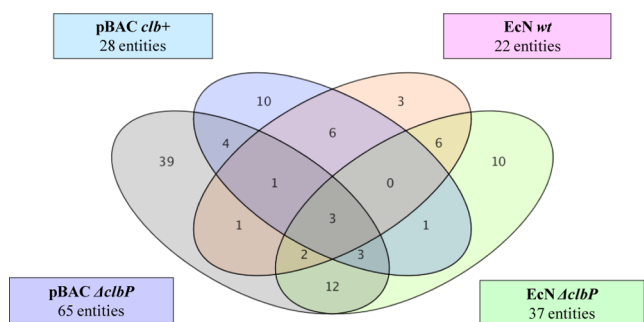 pBAC clb+
28 entities
EcN wt
22 entities
10
3
4
6
6
39
10
1
0
1
3
1
2
3
12
pBAC ΔclbP
65 entities
EcN ΔclbP
37 entities